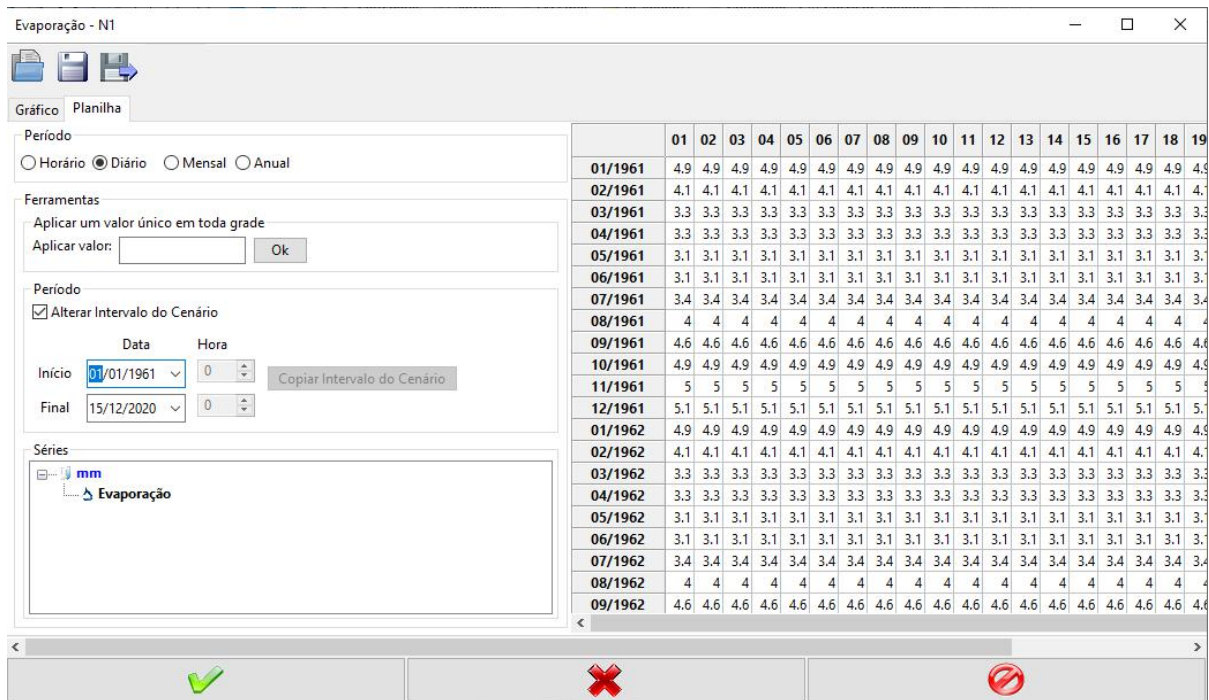 Evaporação - N1
Gráfico Planilha
Período
Horário Diário Mensal Anual
Ferramentas
Aplicar um valor único em toda grade
Aplicar valor: Ok
Período
Alterar Intervalo do Cenário
Data Hora
Início 01/01/1961 0 Copiar Intervalo do Cenário
Final 15/12/2020 0
Séries
mm
Evaporação
01 02 03 04 05 06 07 08 09 10 11 12 13 14 15 16 17 18 19
01/1961 4.9 4.9 4.9 4.9 4.9 4.9 4.9 4.9 4.9 4.9 4.9 4.9 4.9 4.9 4.9 4.9 4.9 4.9 4.9
02/1961 4.1 4.1 4.1 4.1 4.1 4.1 4.1 4.1 4.1 4.1 4.1 4.1 4.1 4.1 4.1 4.1 4.1 4.1
03/1961 3.3 3.3 3.3 3.3 3.3 3.3 3.3 3.3 3.3 3.3 3.3 3.3 3.3 3.3 3.3 3.3 3.3 3.3 3.3
04/1961 3.3 3.3 3.3 3.3 3.3 3.3 3.3 3.3 3.3 3.3 3.3 3.3 3.3 3.3 3.3 3.3 3.3 3.3 3.3
05/1961 3.1 3.1 3.1 3.1 3.1 3.1 3.1 3.1 3.1 3.1 3.1 3.1 3.1 3.1 3.1 3.1 3.1 3.1
06/1961 3.1 3.1 3.1 3.1 3.1 3.1 3.1 3.1 3.1 3.1 3.1 3.1 3.1 3.1 3.1 3.1 3.1 3.1
07/1961 3.4 3.4 3.4 3.4 3.4 3.4 3.4 3.4 3.4 3.4 3.4 3.4 3.4 3.4 3.4 3.4 3.4 3.4 3.4
08/1961 4 4 4 4 4 4 4 4 4 4 4 4 4 4 4 4 4 4
09/1961 4.6 4.6 4.6 4.6 4.6 4.6 4.6 4.6 4.6 4.6 4.6 4.6 4.6 4.6 4.6 4.6 4.6 4.6 4.6
10/1961 4.9 4.9 4.9 4.9 4.9 4.9 4.9 4.9 4.9 4.9 4.9 4.9 4.9 4.9 4.9 4.9 4.9 4.9 4.9
11/1961 5 5 5 5 5 5 5 5 5 5 5 5 5 5 5 5 5 5
12/1961 5.1 5.1 5.1 5.1 5.1 5.1 5.1 5.1 5.1 5.1 5.1 5.1 5.1 5.1 5.1 5.1 5.1 5.1
01/1962 4.9 4.9 4.9 4.9 4.9 4.9 4.9 4.9 4.9 4.9 4.9 4.9 4.9 4.9 4.9 4.9 4.9 4.9 4.9
02/1962 4.1 4.1 4.1 4.1 4.1 4.1 4.1 4.1 4.1 4.1 4.1 4.1 4.1 4.1 4.1 4.1 4.1 4.1
03/1962 3.3 3.3 3.3 3.3 3.3 3.3 3.3 3.3 3.3 3.3 3.3 3.3 3.3 3.3 3.3 3.3 3.3 3.3 3.3
04/1962 3.3 3.3 3.3 3.3 3.3 3.3 3.3 3.3 3.3 3.3 3.3 3.3 3.3 3.3 3.3 3.3 3.3 3.3 3.3
05/1962 3.1 3.1 3.1 3.1 3.1 3.1 3.1 3.1 3.1 3.1 3.1 3.1 3.1 3.1 3.1 3.1 3.1 3.1
06/1962 3.1 3.1 3.1 3.1 3.1 3.1 3.1 3.1 3.1 3.1 3.1 3.1 3.1 3.1 3.1 3.1 3.1 3.1
07/1962 3.4 3.4 3.4 3.4 3.4 3.4 3.4 3.4 3.4 3.4 3.4 3.4 3.4 3.4 3.4 3.4 3.4 3.4 3.4
08/1962 4 4 4 4 4 4 4 4 4 4 4 4 4 4 4 4 4 4
09/1962 4.6 4.6 4.6 4.6 4.6 4.6 4.6 4.6 4.6 4.6 4.6 4.6 4.6 4.6 4.6 4.6 4.6 4.6 4.6